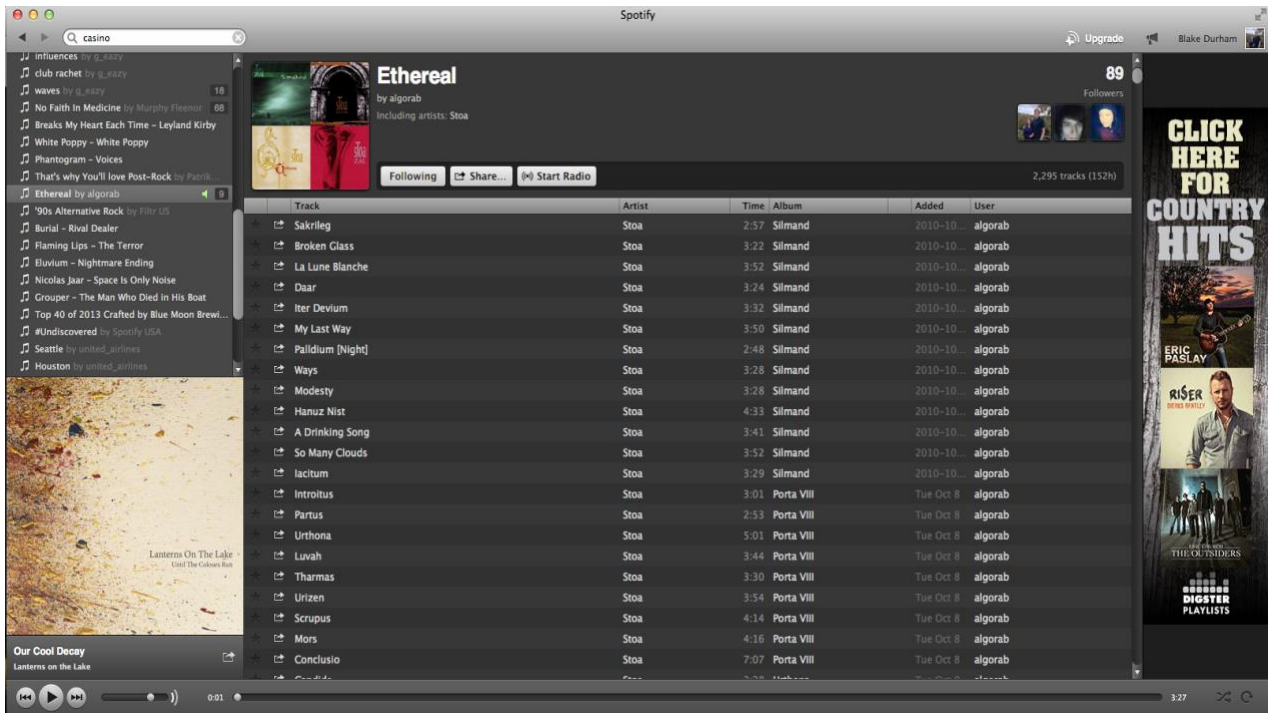 Spotify
casino
Upgrade
Blake Durham
influences by g_eazy
club rachet by g_eazy
waves by g_eazy 18
No Faith In Medicine by Murphy Fleenor 68
Breaks My Heart Each Time - Leyland Kirby
White Poppy - White Poppy
Phantogram - Voices
That's why You'll love Post-Rock by Patrik...
Ethereal by algorab 9
'90s Alternative Rock by Filtr US
Burial - Rival Dealer
Flaming Lips - The Terror
Eluvium - Nightmare Ending
Nicolas Jaar - Space Is Only Noise
Grouper - The Man Who Died in His Boat
Top 40 of 2013 Crafted by Blue Moon Brewi...
#Undiscovered by Spotify USA
Seattle by united_airlines
Houston by united_airlines
Lanterns On The Lake
Until The Colours Run
Our Cool Decay
Lanterns on the Lake
Ethereal
by algorab
Including artists: Stoa
89
Followers
Following Share... Start Radio
2,295 tracks (152h)
Track Artist Time Album Added User
Sakrileg Stoa 2:57 Silmand 2010-10... algorab
Broken Glass Stoa 3:22 Silmand 2010-10... algorab
La Lune Blanche Stoa 3:52 Silmand 2010-10... algorab
Daar Stoa 3:24 Silmand 2010-10... algorab
Iter Devium Stoa 3:32 Silmand 2010-10... algorab
My Last Way Stoa 3:50 Silmand 2010-10... algorab
Palldium [Night] Stoa 2:48 Silmand 2010-10... algorab
Ways Stoa 3:28 Silmand 2010-10... algorab
Modesty Stoa 3:28 Silmand 2010-10... algorab
Hanuz Nist Stoa 4:33 Silmand 2010-10... algorab
A Drinking Song Stoa 3:41 Silmand 2010-10... algorab
So Many Clouds Stoa 3:52 Silmand 2010-10... algorab
Iacitum Stoa 3:29 Silmand 2010-10... algorab
Introitus Stoa 3:01 Porta VIII Tue Oct 8 algorab
Partus Stoa 2:53 Porta VIII Tue Oct 8 algorab
Urthona Stoa 5:01 Porta VIII Tue Oct 8 algorab
Luvah Stoa 3:44 Porta VIII Tue Oct 8 algorab
Tharmas Stoa 3:30 Porta VIII Tue Oct 8 algorab
Urizen Stoa 3:54 Porta VIII Tue Oct 8 algorab
Scrupus Stoa 4:14 Porta VIII Tue Oct 8 algorab
Mors Stoa 4:16 Porta VIII Tue Oct 8 algorab
Conclusio Stoa 7:07 Porta VIII Tue Oct 8 algorab
CLICK
HERE
FOR
COUNTRY
HITS
ERIC
PASLAY
RISER
DIERKS BENTLEY
ERIC CHURCH
THE OUTSIDERS
DIGSTER
PLAYLISTS
0:01
3:27